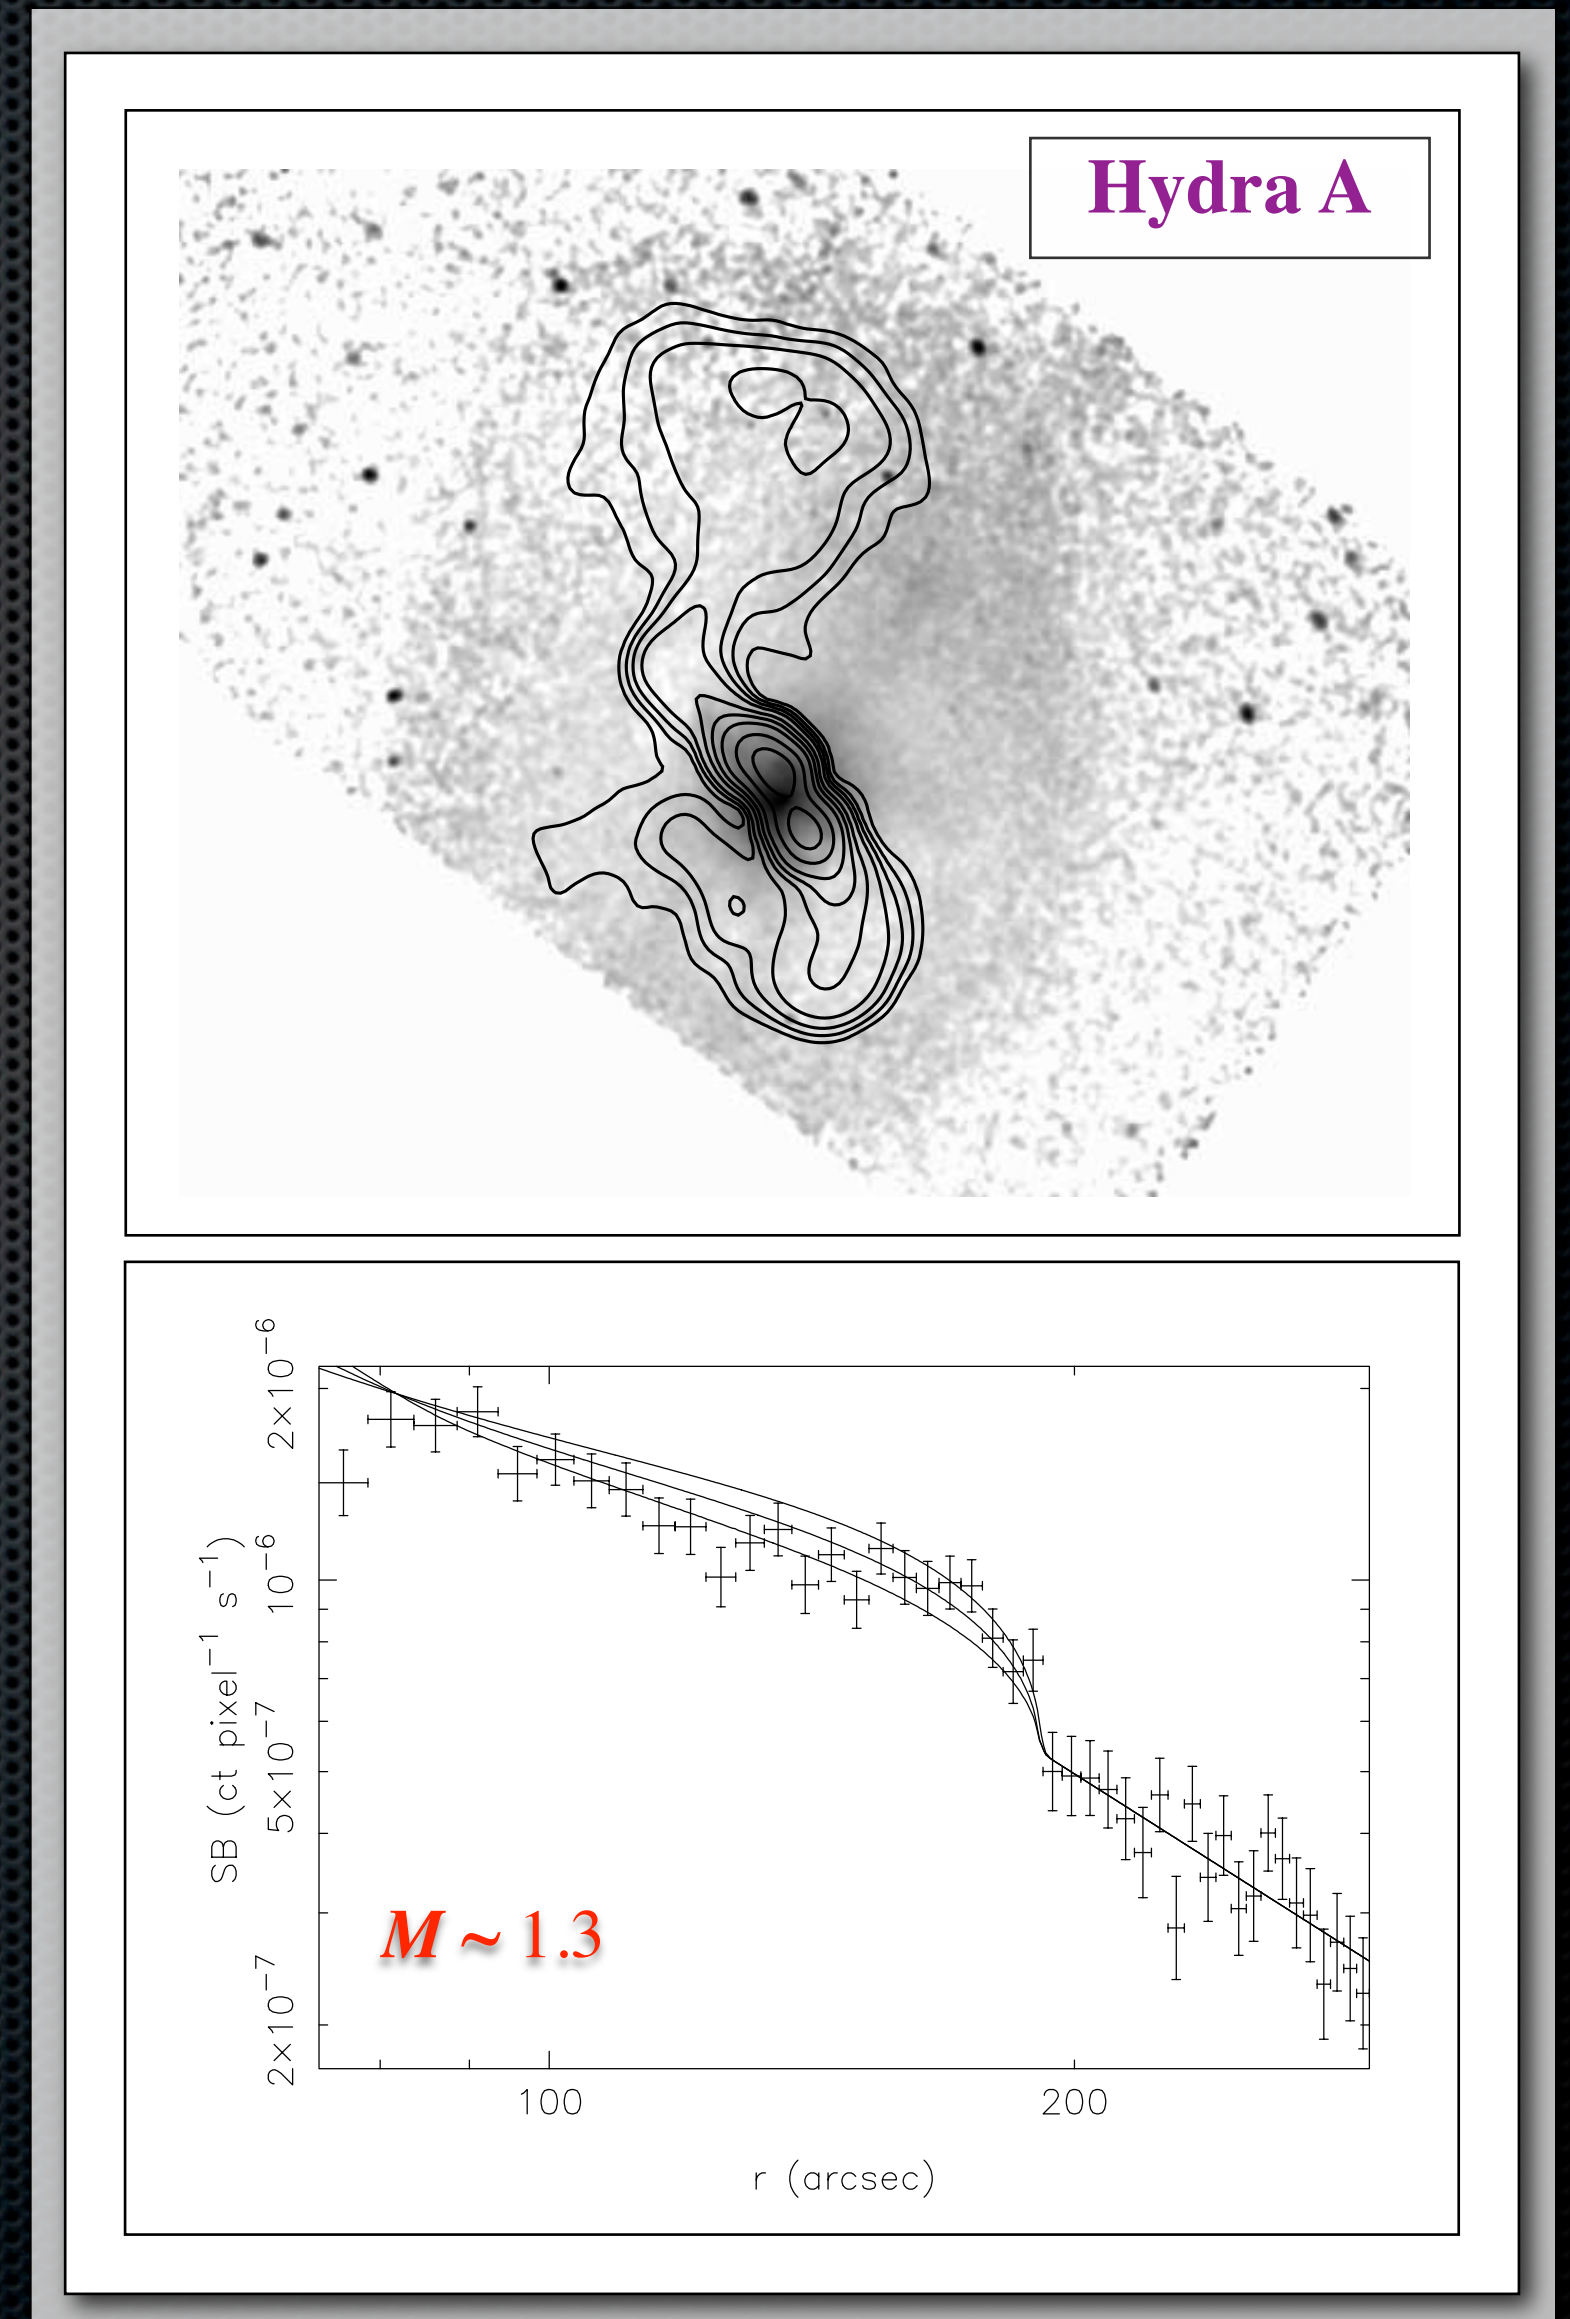 Hydra A
2×10⁻⁶
10⁻⁶
5×10⁻⁷
2×10⁻⁷
SB (ct pixel⁻¹ s⁻¹)
M ~ 1.3
100 200
r (arcsec)